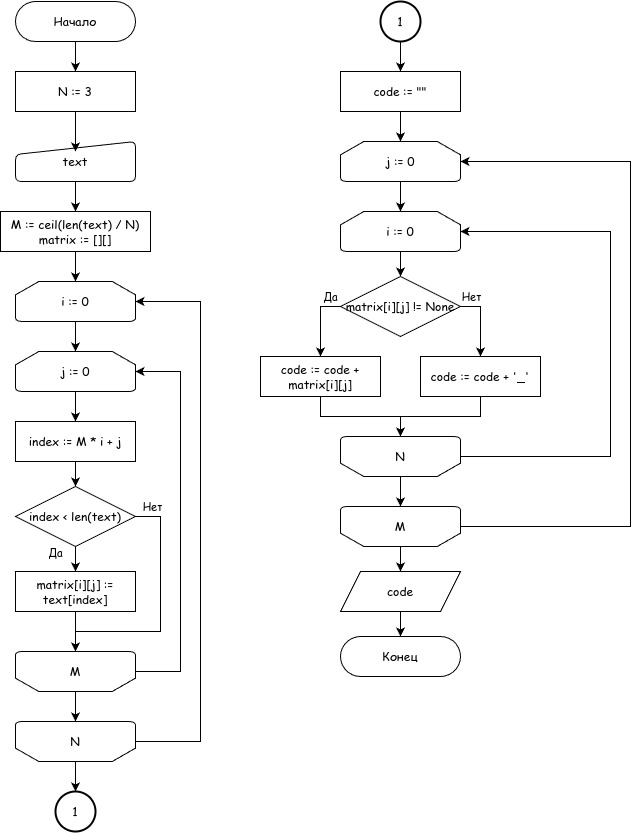 Начало
N := 3
text
M := ceil(len(text) / N)
matrix := [][]
i := 0
j := 0
index := M * i + j
index < len(text)
Нет
Да
matrix[i][j] :=
text[index]
M
N
1
1
code := ""
j := 0
i := 0
Да
matrix[i][j] != None
Нет
code := code +
matrix[i][j]
code := code + '_'
N
M
code
Конец